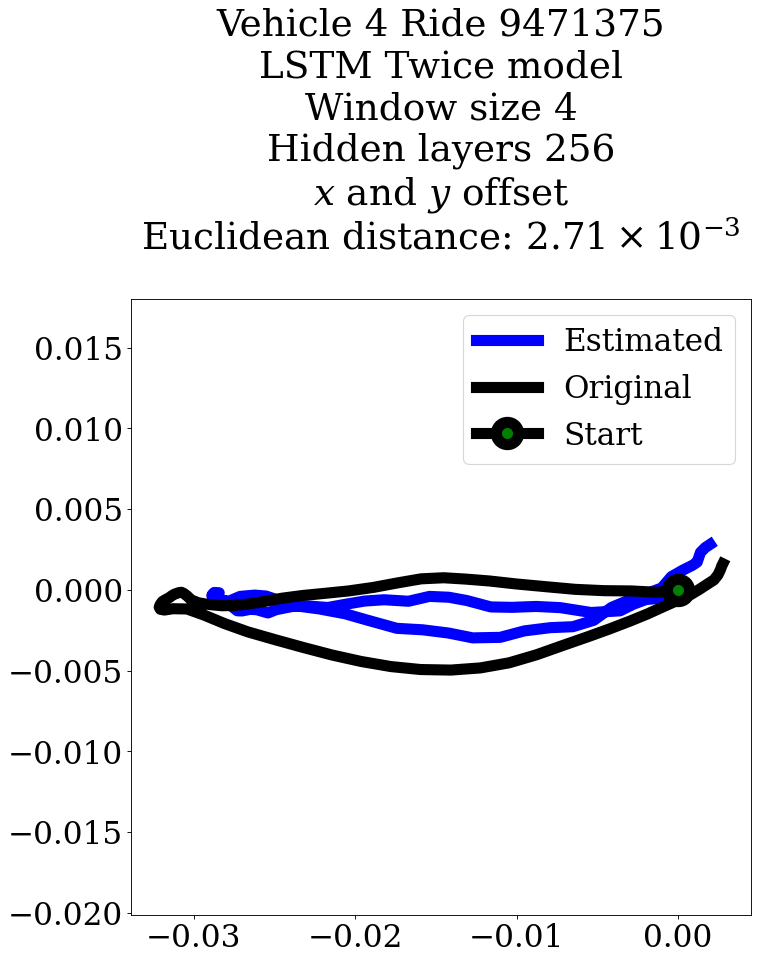 Vehicle 4 Ride 9471375
LSTM Twice model
Window size 4
Hidden layers 256
x and y offset
Euclidean distance: 2.71 × 10⁻³
Estimated
Original
Start
0.015
0.010
0.005
0.000
−0.005
−0.010
−0.015
−0.020
−0.03 −0.02 −0.01 0.00